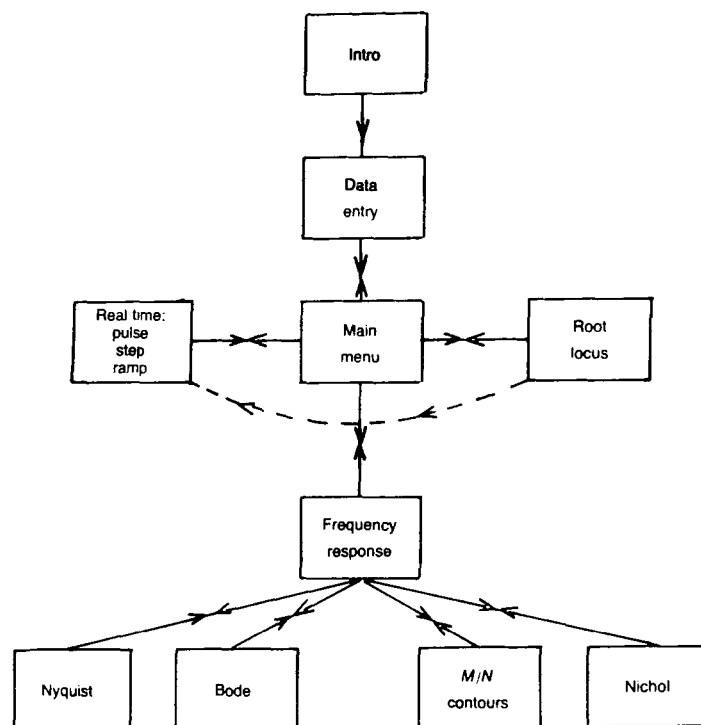 Intro
Data
entry
Real time:
pulse
step
ramp
Main
menu
Root
locus
Frequency
response
Nyquist
Bode
M/N
contours
Nichol